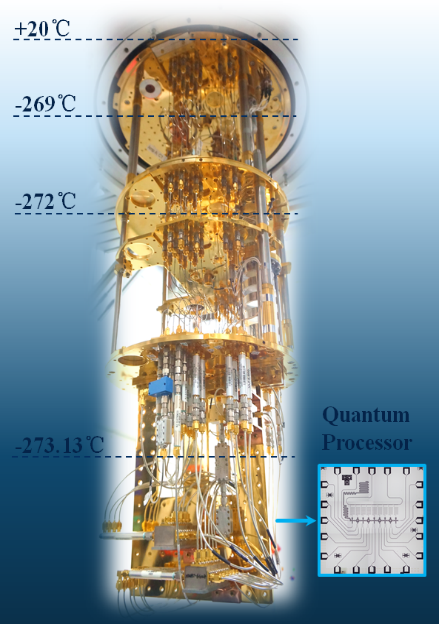 +20℃
-269℃
-272℃
-273.13℃
Quantum
Processor